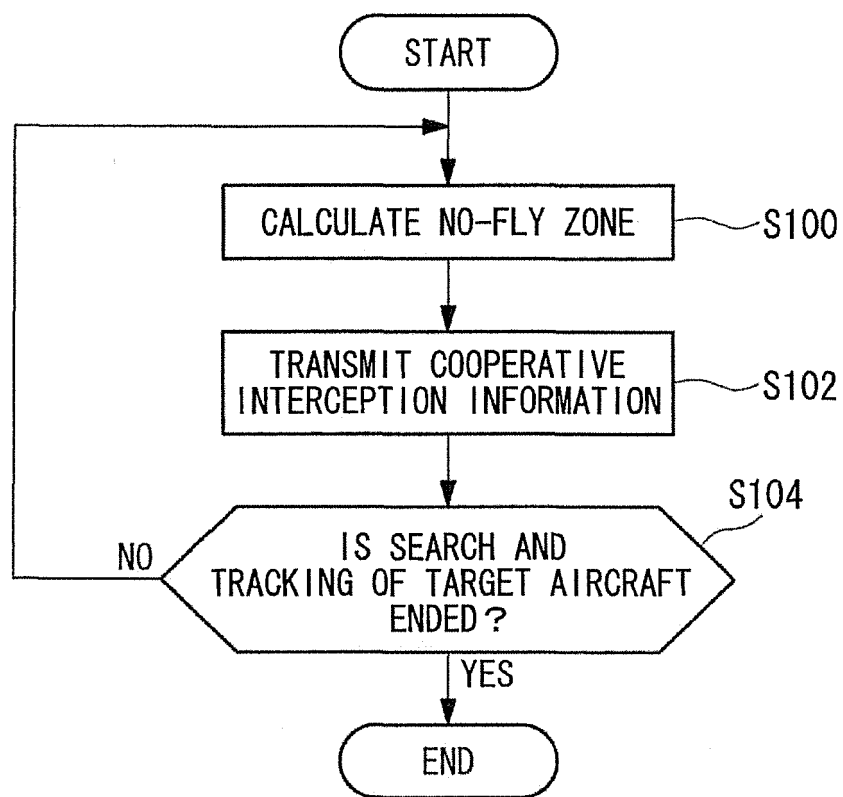 START
CALCULATE NO-FLY ZONE
S100
TRANSMIT COOPERATIVE
INTERCEPTION INFORMATION
S102
S104
IS SEARCH AND
TRACKING OF TARGET AIRCRAFT
ENDED?
NO
YES
END